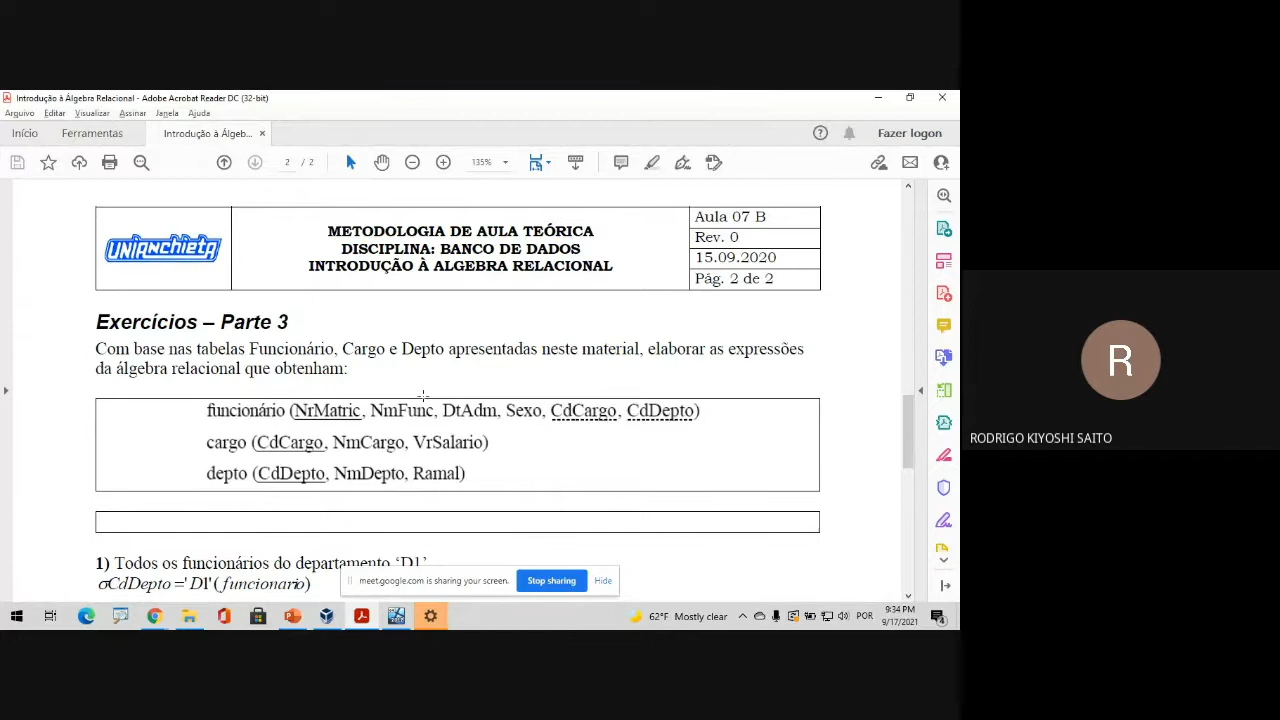 Introdução à Álgebra Relacional - Adobe Acrobat Reader DC (32-bit)
Arquivo Editar Visualizar Assinar Janela Ajuda
Início Ferramentas Introdução à Álgeb... × Fazer logon
2 / 2 135%
UNIANCHIETA
METODOLOGIA DE AULA TEÓRICA
DISCIPLINA: BANCO DE DADOS
INTRODUÇÃO À ALGEBRA RELACIONAL
Aula 07 B
Rev. 0
15.09.2020
Pág. 2 de 2
Exercícios – Parte 3
Com base nas tabelas Funcionário, Cargo e Depto apresentadas neste material, elaborar as expressões
da álgebra relacional que obtenham:
funcionário (NrMatric, NmFunc, DtAdm, Sexo, CdCargo, CdDepto)
cargo (CdCargo, NmCargo, VrSalario)
depto (CdDepto, NmDepto, Ramal)
1) Todos os funcionários do departamento ‘D1’
σCdDepto='D1'(funcionario)
meet.google.com is sharing your screen. Stop sharing Hide
62°F Mostly clear POR 9:34 PM
9/17/2021
4
R
RODRIGO KIYOSHI SAITO